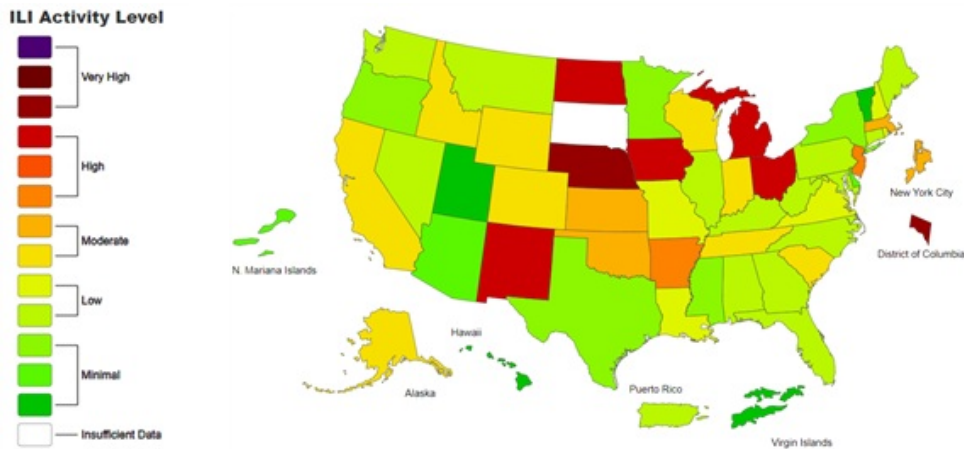 ILI Activity Level
Very High
High
Moderate
Low
Minimal
Insufficient Data
N. Mariana Islands
Alaska
Hawaii
Puerto Rico
Virgin Islands
New York City
District of Columbia